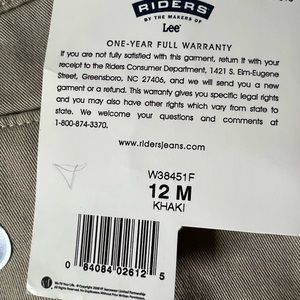 RIDERS
BY THE MAKERS OF
Lee
ONE-YEAR FULL WARRANTY
If you are not fully satisfied with this garment, return it with your
receipt to the Riders Consumer Department, 1421 S. Elm-Eugene
Street, Greensboro, NC 27406, and we will send you a new
garment or a refund. This warranty gives you specific legal rights
and you may also have other rights which vary from state to
state. We welcome your questions and comments at
1-800-874-3370.
www.ridersjeans.com
W38451F
12 M
KHAKI
0 84084 02612 5